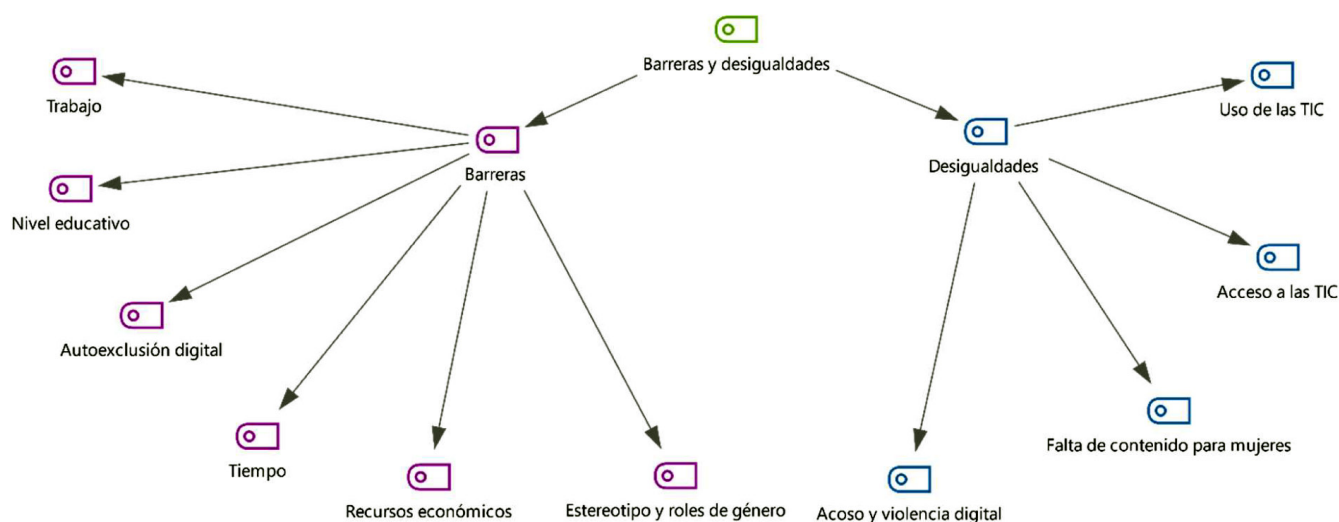 Barreras y desigualdades
Trabajo
Uso de las TIC
Barreras
Desigualdades
Nivel educativo
Acceso a las TIC
Autoexclusión digital
Falta de contenido para mujeres
Tiempo
Recursos económicos
Estereotipo y roles de género
Acoso y violencia digital